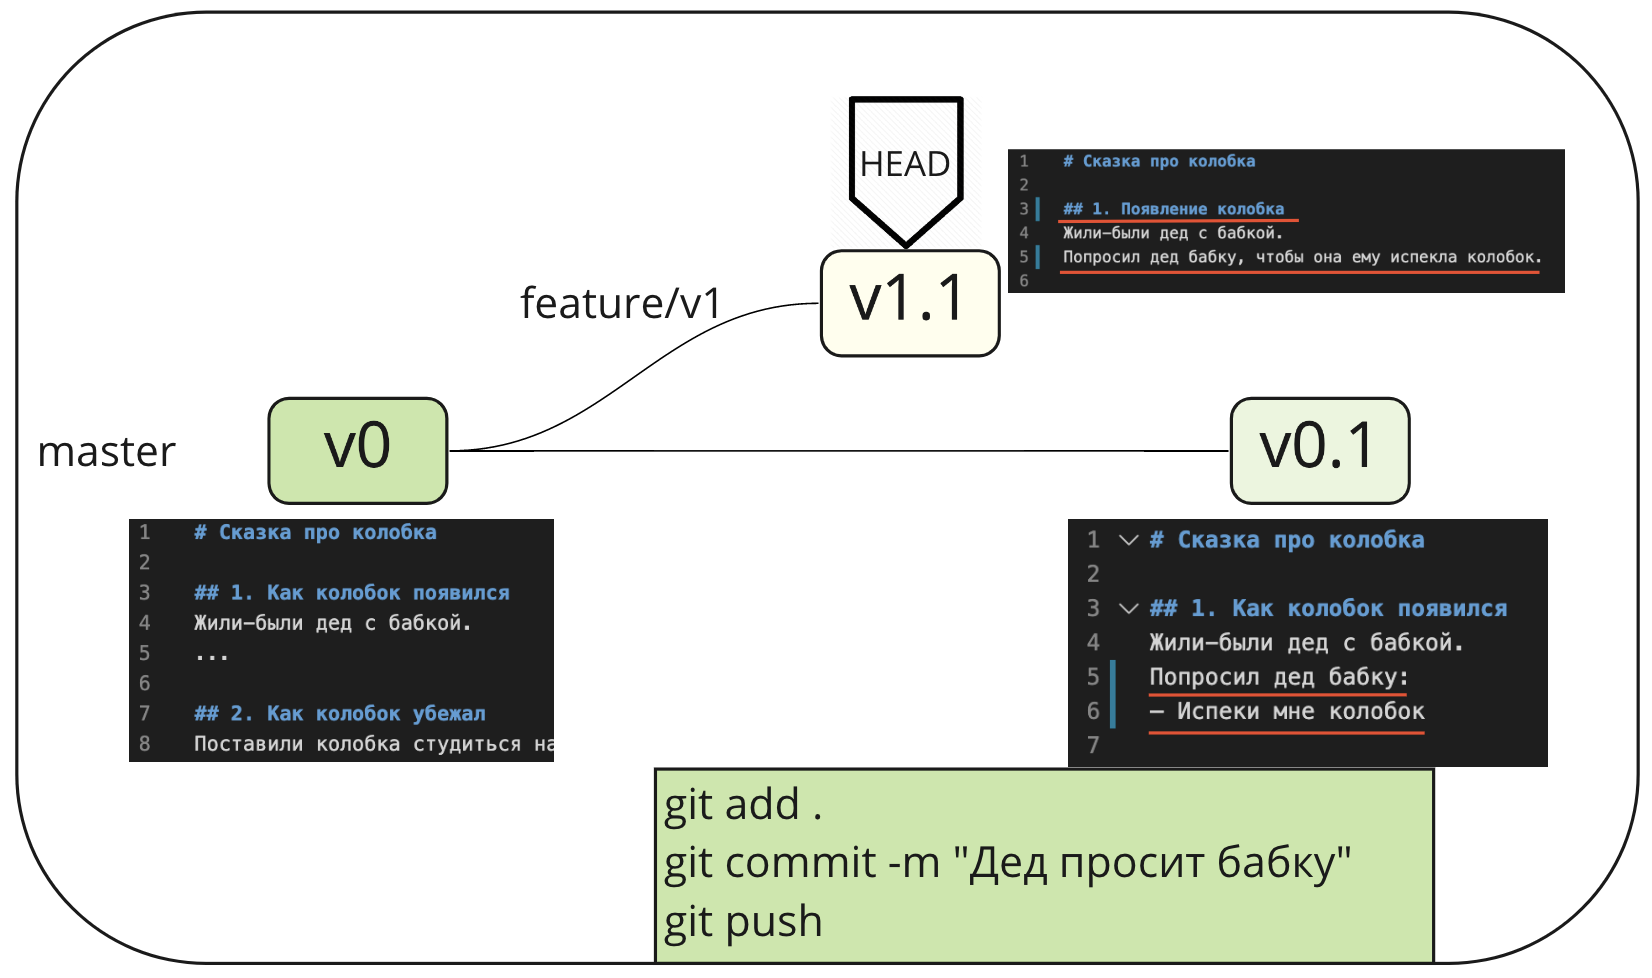 HEAD
1 # Сказка про колобка
2
3 ## 1. Появление колобка
4 Жили-были дед с бабкой.
5 Попросил дед бабку, чтобы она ему испекла колобок.
6
feature/v1
v1.1
master
v0
v0.1
1 # Сказка про колобка
2
3 ## 1. Как колобок появился
4 Жили-были дед с бабкой.
5 ...
6
7 ## 2. Как колобок убежал
8 Поставили колобка студиться на
1 # Сказка про колобка
2
3 ## 1. Как колобок появился
4 Жили-были дед с бабкой.
5 Попросил дед бабку:
6 – Испеки мне колобок
7
git add .
git commit -m "Дед просит бабку"
git push